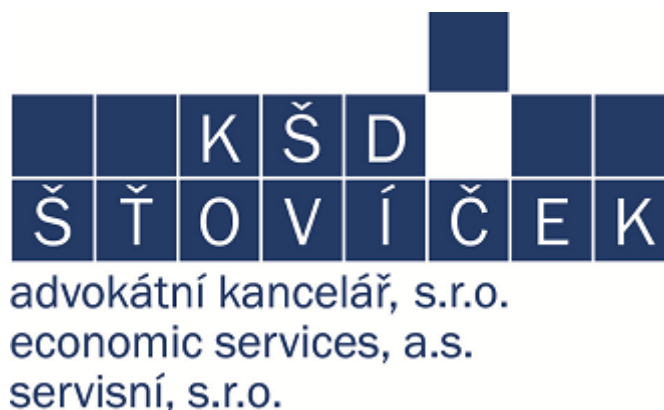 KŠD
ŠŤOVÍČEK
advokátní kancelář, s.r.o.
economic services, a.s.
servisní, s.r.o.